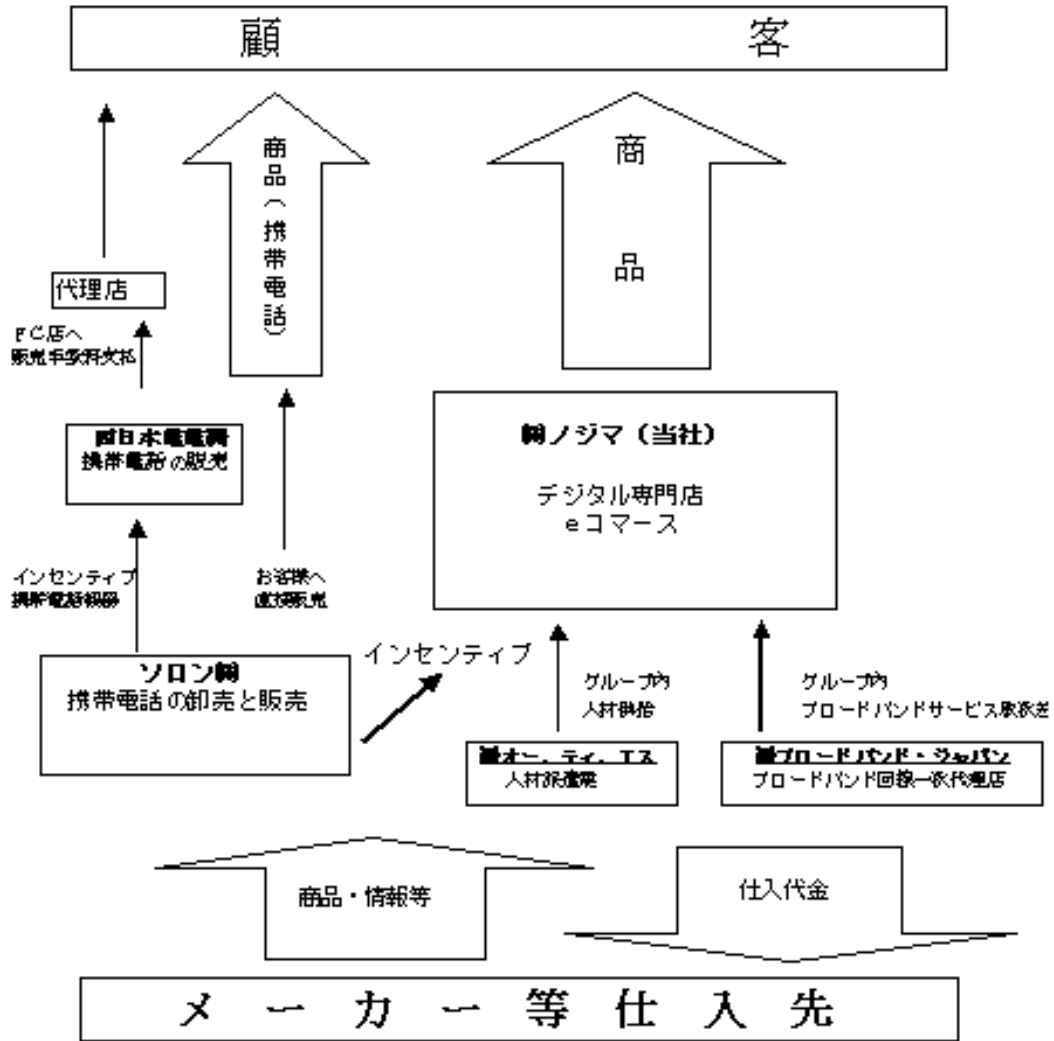 顧客
商品(携帯電話)
商品
代理店
FC店へ
販売手数料支払
携帯電話の販売
㈱ノジマ(当社)
デジタル専門店
eコマース
インセンティブ
お客様へ
直接販売
ソロン㈱
携帯電話の卸売と販売
インセンティブ
グループ内
人材供給
グループ内
ブロードバンドサービス取次
㈱オー、ティ、エス
人材派遣業
㈱ブロードバンド・ジャパン
ブロードバンド回線一次代理店
商品・情報等
仕入代金
メーカー等仕入先